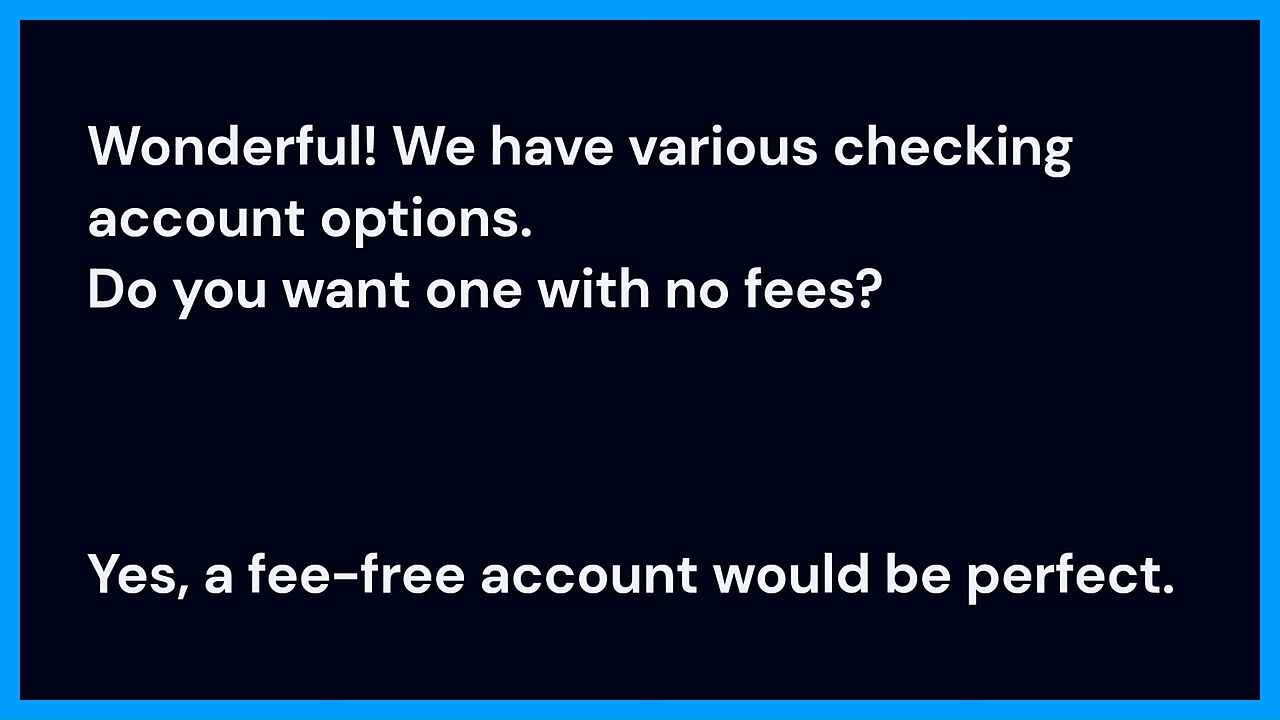 Wonderful! We have various checking
account options.
Do you want one with no fees?
Yes, a fee-free account would be perfect.